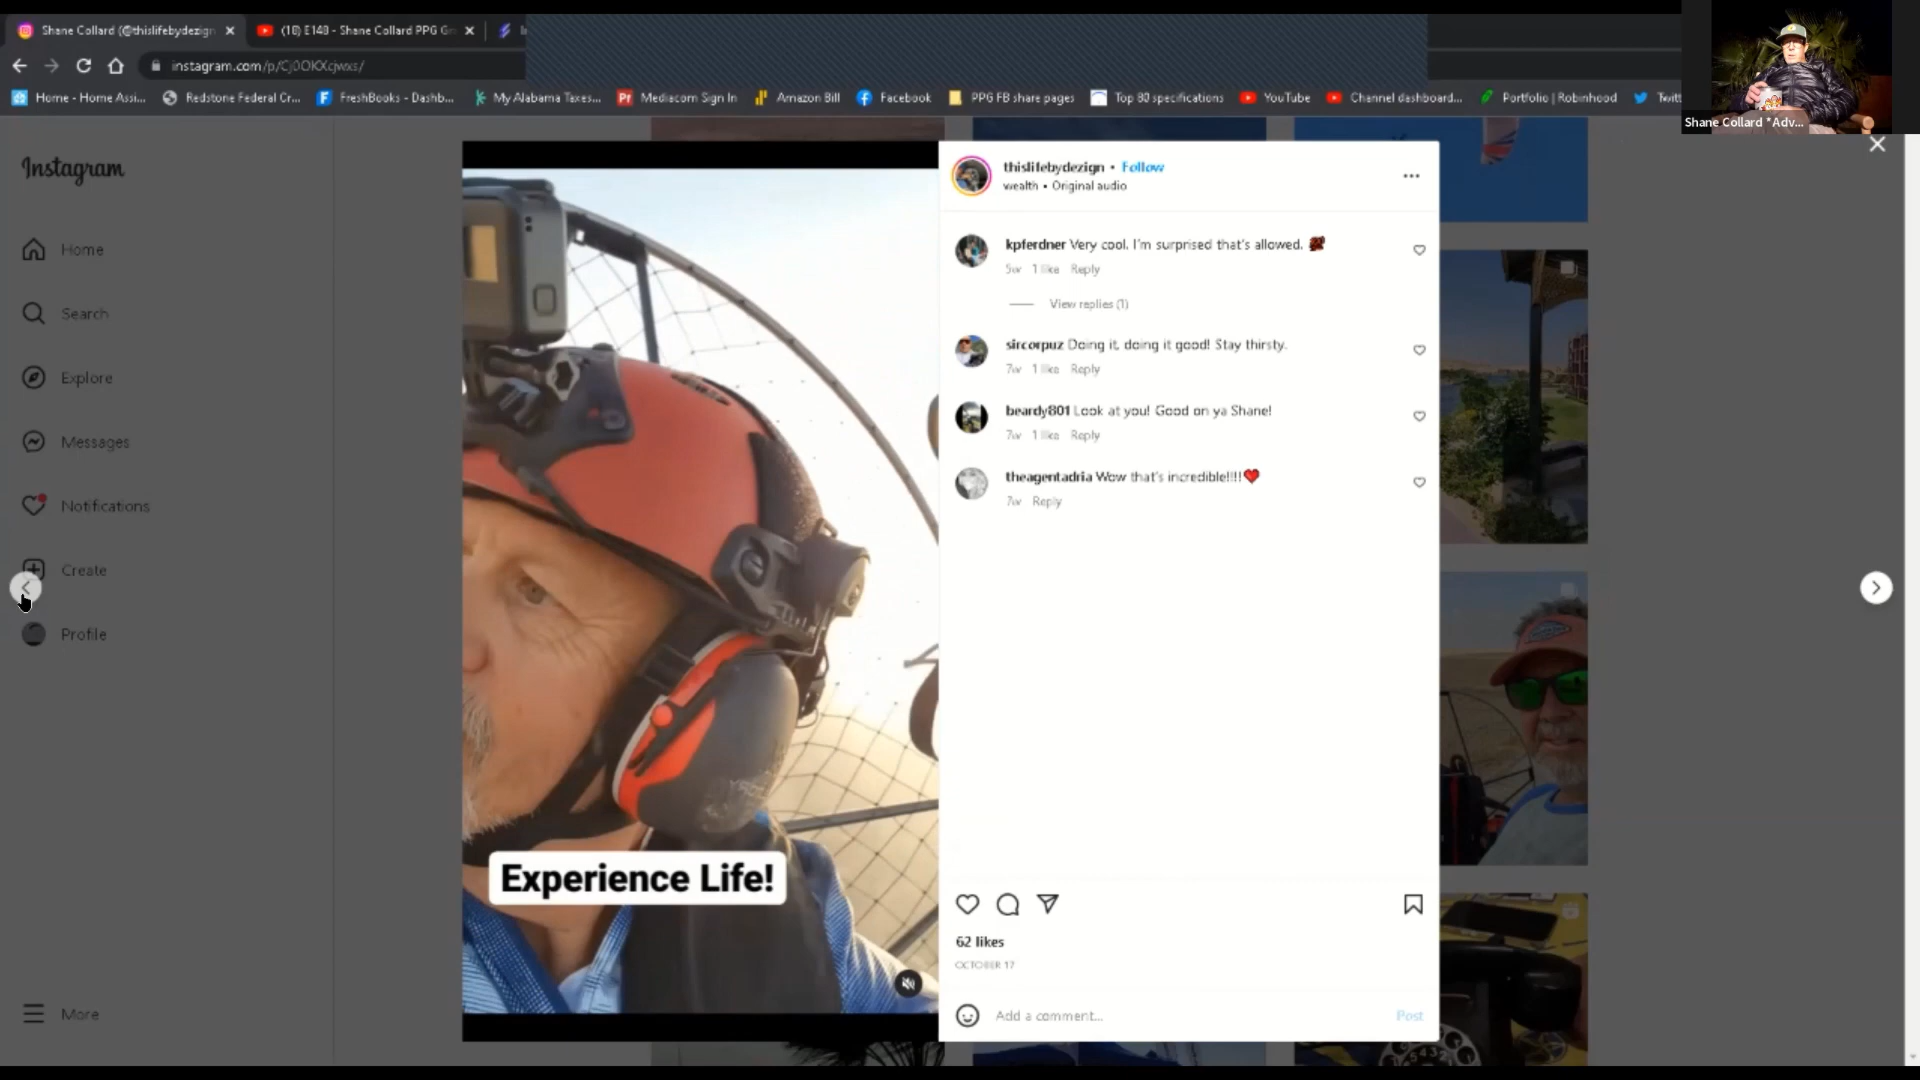 Shane Collard (@thislifebydezign
(18) E148 - Shane Collard PPG G
instagram.com/p/Cj0OKXcjwxs/
Home - Home Assi...
Redstone Federal Cr...
FreshBooks - Dashb...
My Alabama Taxes...
Mediacom Sign In
Amazon Bill
Facebook
PPG FB share pages
Top 80 specifications
YouTube
Channel dashboard...
Portfolio | Robinhood
Twitt
Shane Collard *Adv...
Instagram
Home
Search
Explore
Messages
Notifications
Create
Profile
More
Experience Life!
thislifebydezign • Follow
wealth • Original audio
kpferdner Very cool. I'm surprised that's allowed.
5w 1 like Reply
View replies (1)
sircorpuz Doing it, doing it good! Stay thirsty.
7w 1 like Reply
beardy801 Look at you! Good on ya Shane!
7w 1 like Reply
theagentadria Wow that's incredible!!!!❤️
7w Reply
62 likes
OCTOBER 17
Add a comment...
Post